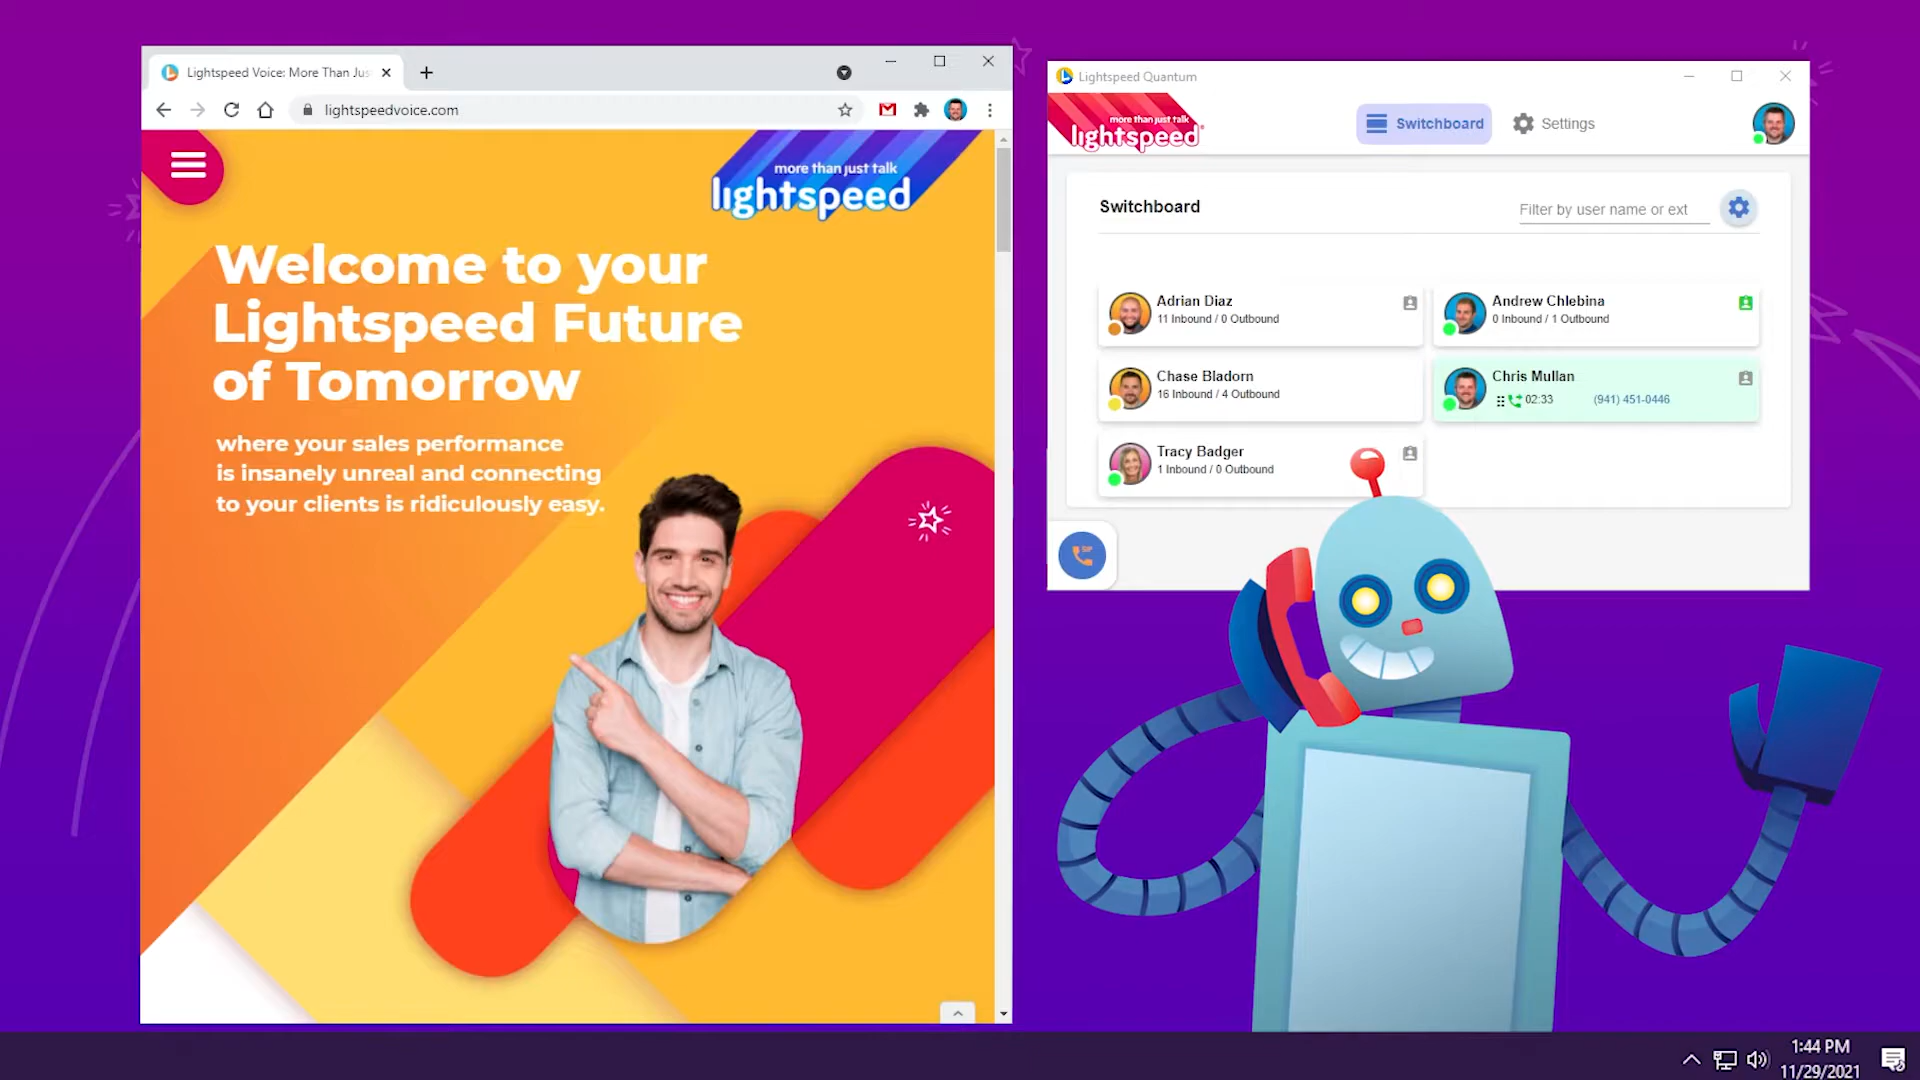 Lightspeed Voice: More Than Jus
lightspeedvoice.com
more than just talk
lightspeed
Welcome to your
Lightspeed Future
of Tomorrow
where your sales performance
is insanely unreal and connecting
to your clients is ridiculously easy.
Lightspeed Quantum
more than just talk
lightspeed
Switchboard
Settings
Switchboard
Filter by user name or ext
Adrian Diaz
11 Inbound / 0 Outbound
Andrew Chlebina
0 Inbound / 1 Outbound
Chase Bladorn
16 Inbound / 4 Outbound
Chris Mullan
02:33 (941) 451-0446
Tracy Badger
1 Inbound / 0 Outbound
SIP
1:44 PM
11/29/2021